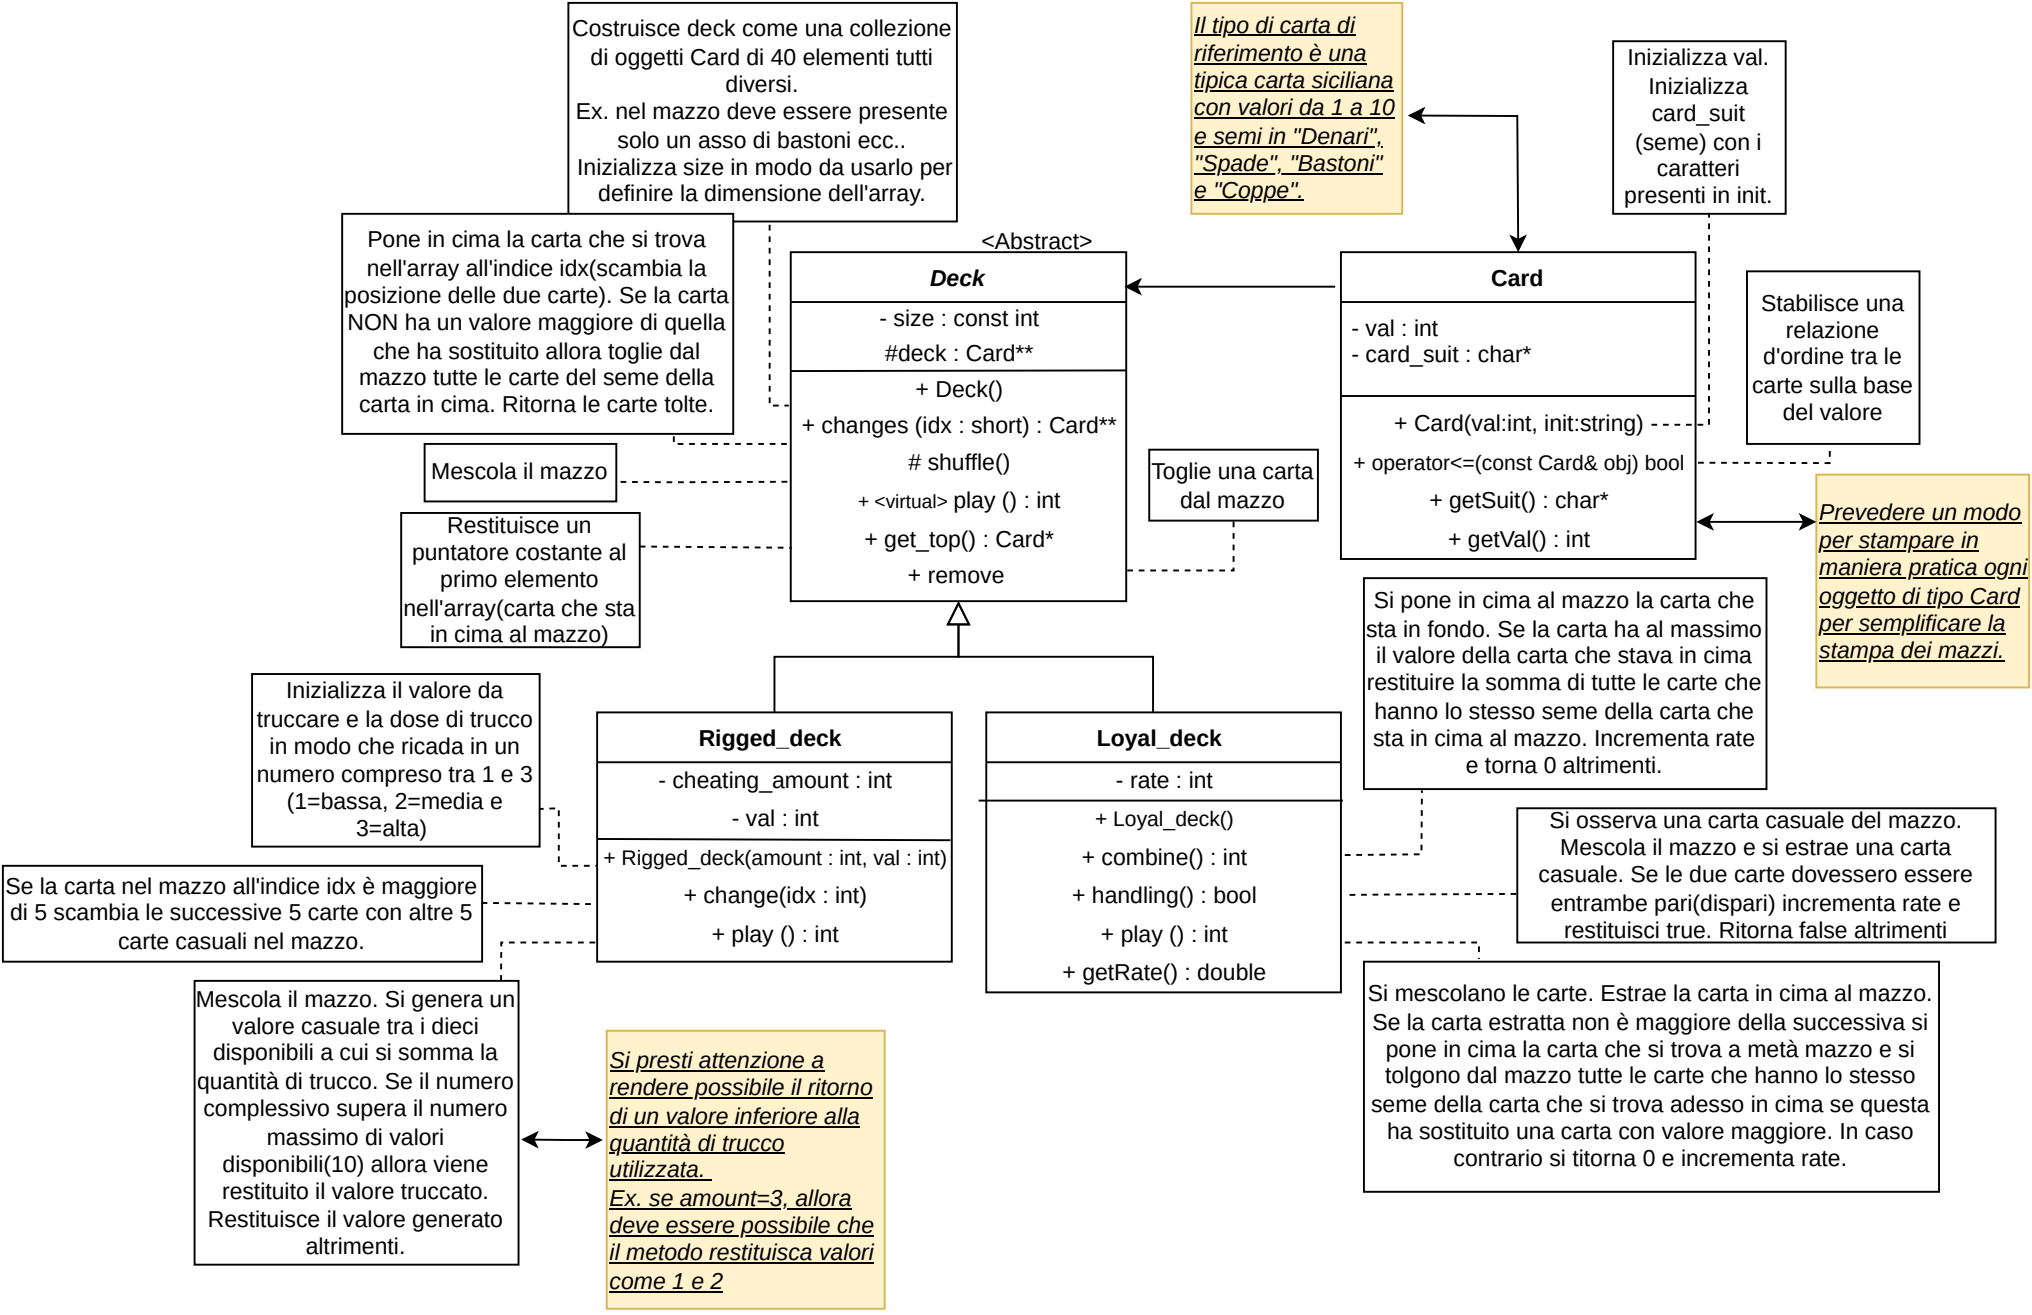 Costruisce deck come una collezione
di oggetti Card di 40 elementi tutti
diversi.
Ex. nel mazzo deve essere presente
solo un asso di bastoni ecc..
Inizializza size in modo da usarlo per
definire la dimensione dell'array.
Il tipo di carta di
riferimento è una
tipica carta siciliana
con valori da 1 a 10
e semi in "Denari",
"Spade", "Bastoni"
e "Coppe".
Inizializza val.
Inizializza
card_suit
(seme) con i
caratteri
presenti in init.
Pone in cima la carta che si trova
nell'array all'indice idx(scambia la
posizione delle due carte). Se la carta
NON ha un valore maggiore di quella
che ha sostituito allora toglie dal
mazzo tutte le carte del seme della
carta in cima. Ritorna le carte tolte.
<Abstract>
Deck
- size : const int
#deck : Card**
+ Deck()
+ changes (idx : short) : Card**
# shuffle()
+ <virtual> play () : int
+ get_top() : Card*
+ remove
Card
- val : int
- card_suit : char*
+ Card(val:int, init:string)
+ operator<=(const Card& obj) bool
+ getSuit() : char*
+ getVal() : int
Stabilisce una
relazione
d'ordine tra le
carte sulla base
del valore
Mescola il mazzo
Toglie una carta
dal mazzo
Restituisce un
puntatore costante al
primo elemento
nell'array(carta che sta
in cima al mazzo)
Prevedere un modo
per stampare in
maniera pratica ogni
oggetto di tipo Card
per semplificare la
stampa dei mazzi.
Si pone in cima al mazzo la carta che
sta in fondo. Se la carta ha al massimo
il valore della carta che stava in cima
restituire la somma di tutte le carte che
hanno lo stesso seme della carta che
sta in cima al mazzo. Incrementa rate
e torna 0 altrimenti.
Inizializza il valore da
truccare e la dose di trucco
in modo che ricada in un
numero compreso tra 1 e 3
(1=bassa, 2=media e
3=alta)
Rigged_deck
- cheating_amount : int
- val : int
+ Rigged_deck(amount : int, val : int)
+ change(idx : int)
+ play () : int
Loyal_deck
- rate : int
+ Loyal_deck()
+ combine() : int
+ handling() : bool
+ play () : int
+ getRate() : double
Si osserva una carta casuale del mazzo.
Mescola il mazzo e si estrae una carta
casuale. Se le due carte dovessero essere
entrambe pari(dispari) incrementa rate e
restituisci true. Ritorna false altrimenti
Se la carta nel mazzo all'indice idx è maggiore
di 5 scambia le successive 5 carte con altre 5
carte casuali nel mazzo.
Si mescolano le carte. Estrae la carta in cima al mazzo.
Se la carta estratta non è maggiore della successiva si
pone in cima la carta che si trova a metà mazzo e si
tolgono dal mazzo tutte le carte che hanno lo stesso
seme della carta che si trova adesso in cima se questa
ha sostituito una carta con valore maggiore. In caso
contrario si titorna 0 e incrementa rate.
Mescola il mazzo. Si genera un
valore casuale tra i dieci
disponibili a cui si somma la
quantità di trucco. Se il numero
complessivo supera il numero
massimo di valori
disponibili(10) allora viene
restituito il valore truccato.
Restituisce il valore generato
altrimenti.
Si presti attenzione a
rendere possibile il ritorno
di un valore inferiore alla
quantità di trucco
utilizzata.
Ex. se amount=3, allora
deve essere possibile che
il metodo restituisca valori
come 1 e 2